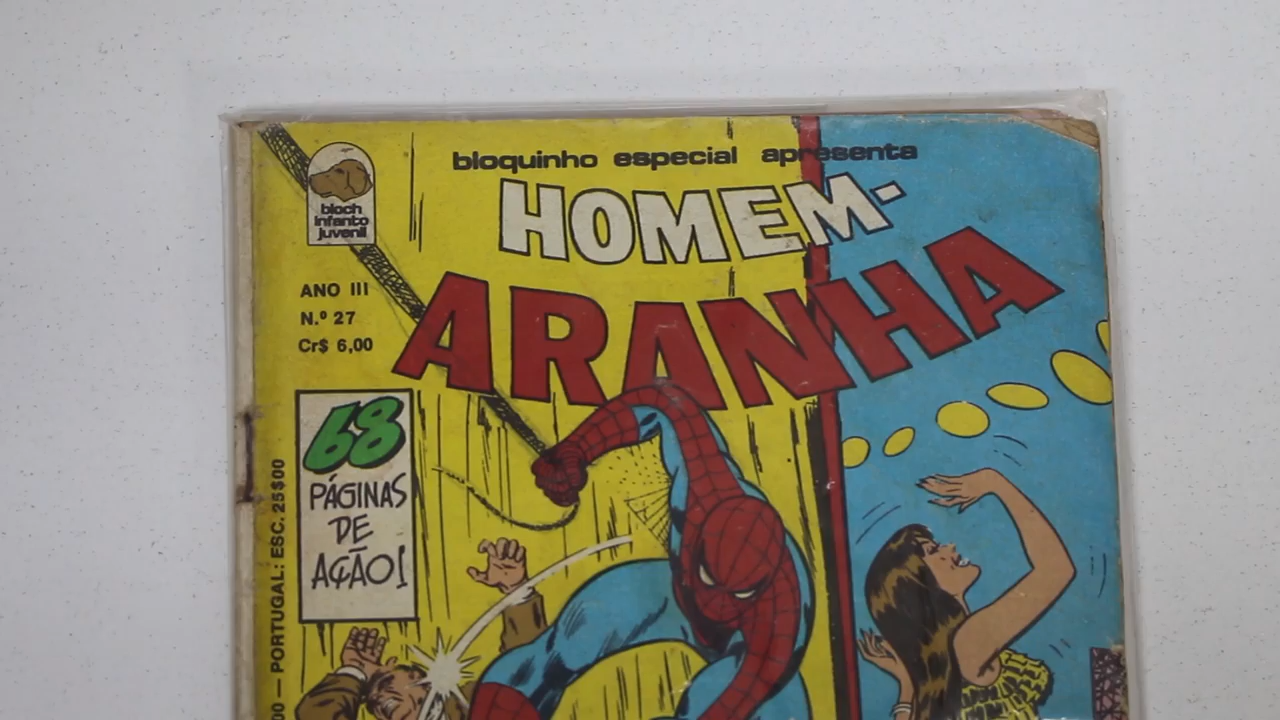 bloquinho especial apresenta
HOMEM-
ARANHA
bloch
infanto
juvenil
ANO III
N.º 27
Cr$ 6,00
68
PÁGINAS
DE
AÇÃO!
00 — PORTUGAL: ESC. 25$00